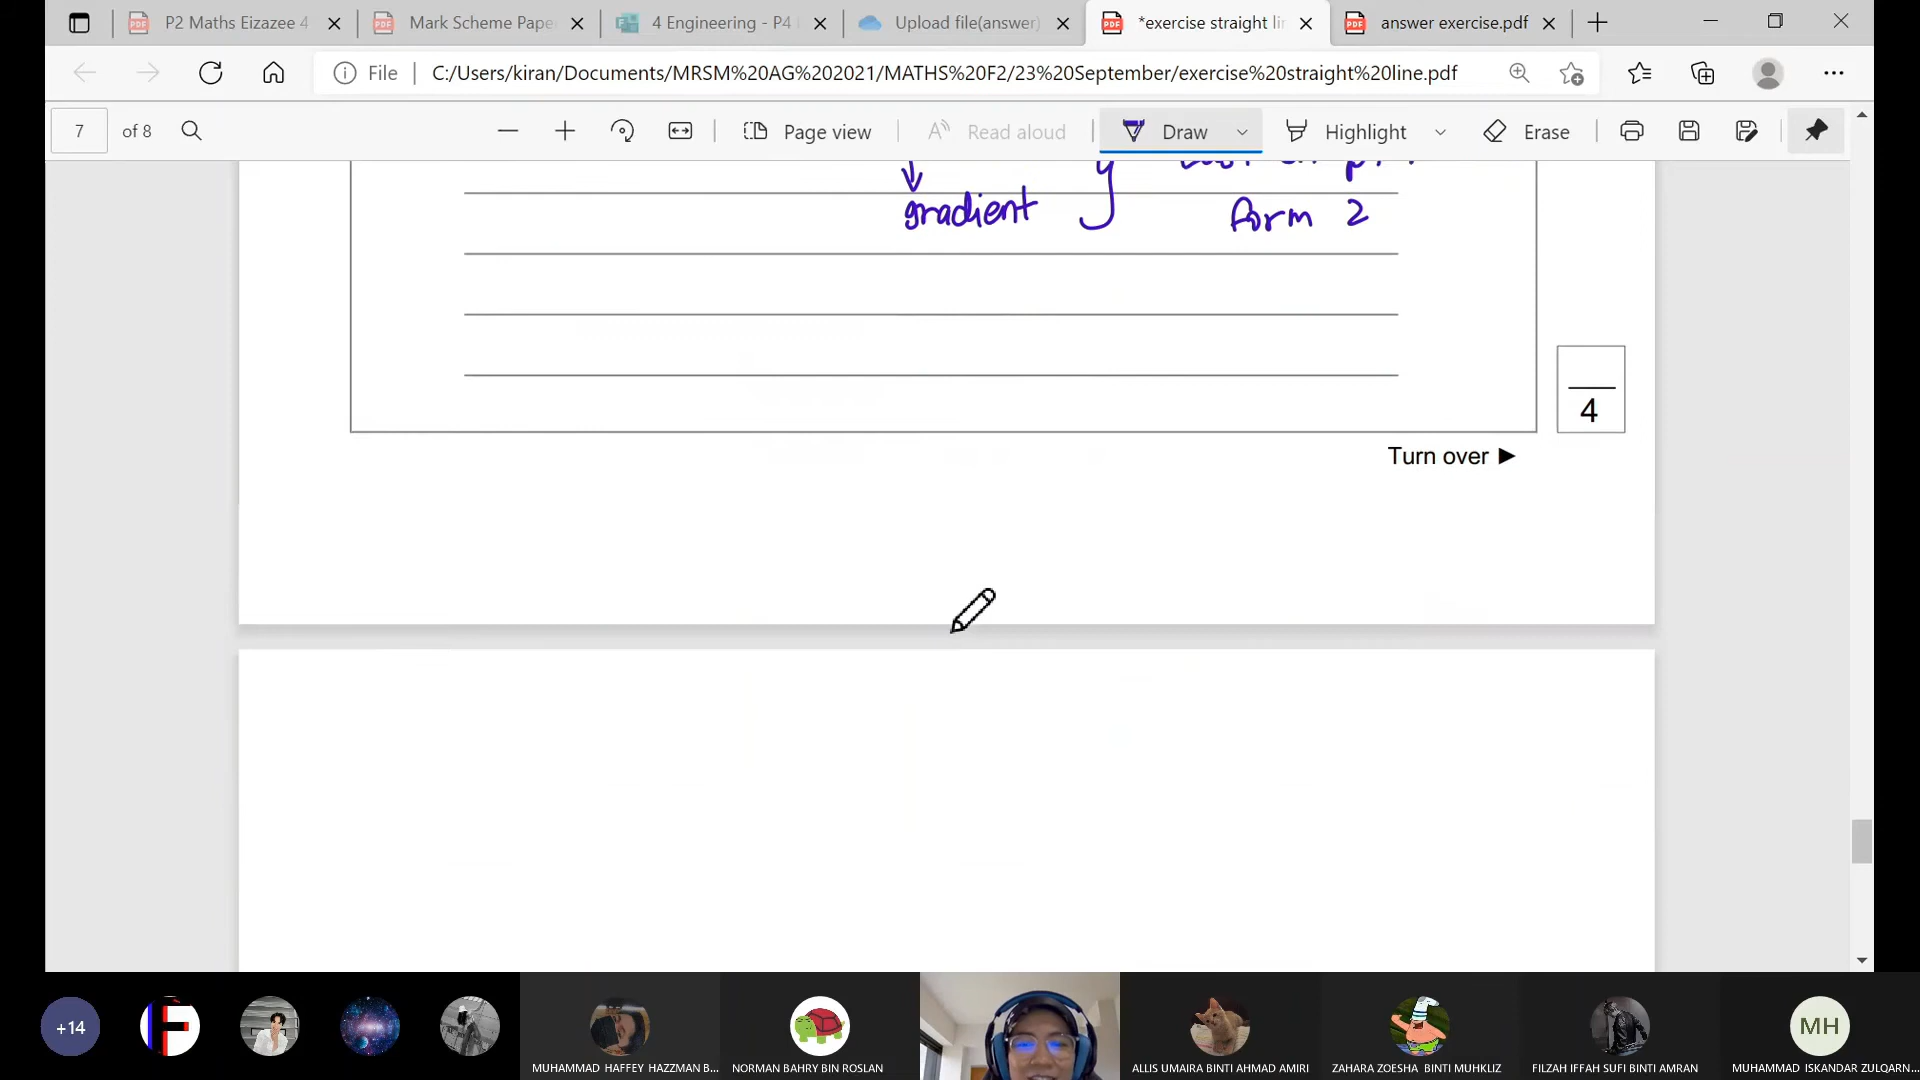 P2 Maths Eizazee 4
Mark Scheme Pape
4 Engineering - P4
Upload file(answer)
*exercise straight li
answer exercise.pdf
File
C:/Users/kiran/Documents/MRSM%20AG%202021/MATHS%20F2/23%20September/exercise%20straight%20line.pdf
7 of 8
Page view
Read aloud
Draw
Highlight
Erase
gradient
form 2
4
Turn over ►
+14
F
MH
MUHAMMAD HAFFEY HAZZMAN B...
NORMAN BAHRY BIN ROSLAN
ALLIS UMAIRA BINTI AHMAD AMIRI
ZAHARA ZOESHA BINTI MUHKLIZ
FILZAH IFFAH SUFI BINTI AMRAN
MUHAMMAD ISKANDAR ZULQARN...